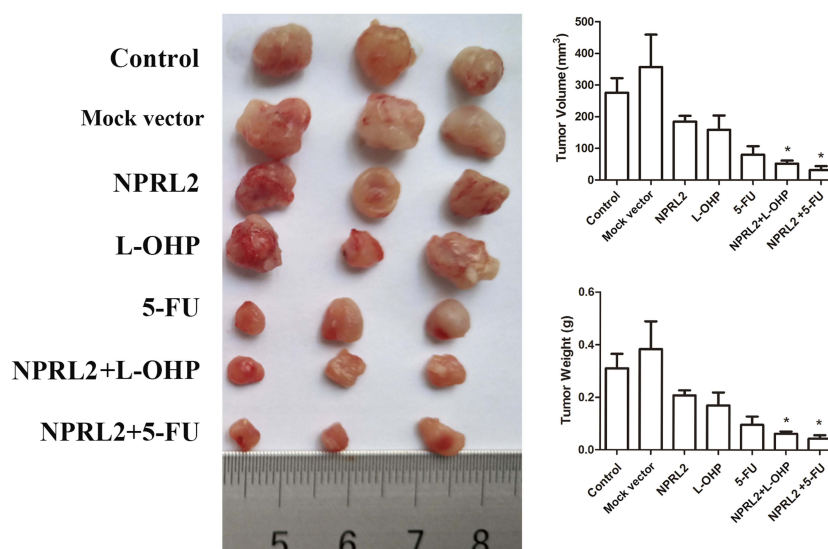 Control
Mock vector
NPRL2
L-OHP
5-FU
NPRL2+L-OHP
NPRL2+5-FU
5 6 7 8
Tumor Volume(mm³)
500
400
300
200
100
0
* *
Control Mock vector NPRL2 L-OHP 5-FU NPRL2+L-OHP NPRL2 +5-FU
Tumor Weight (g)
0.6
0.4
0.2
0.0
* *
Control Mock vector NPRL2 L-OHP 5-FU NPRL2+L-OHP NPRL2 +5-FU